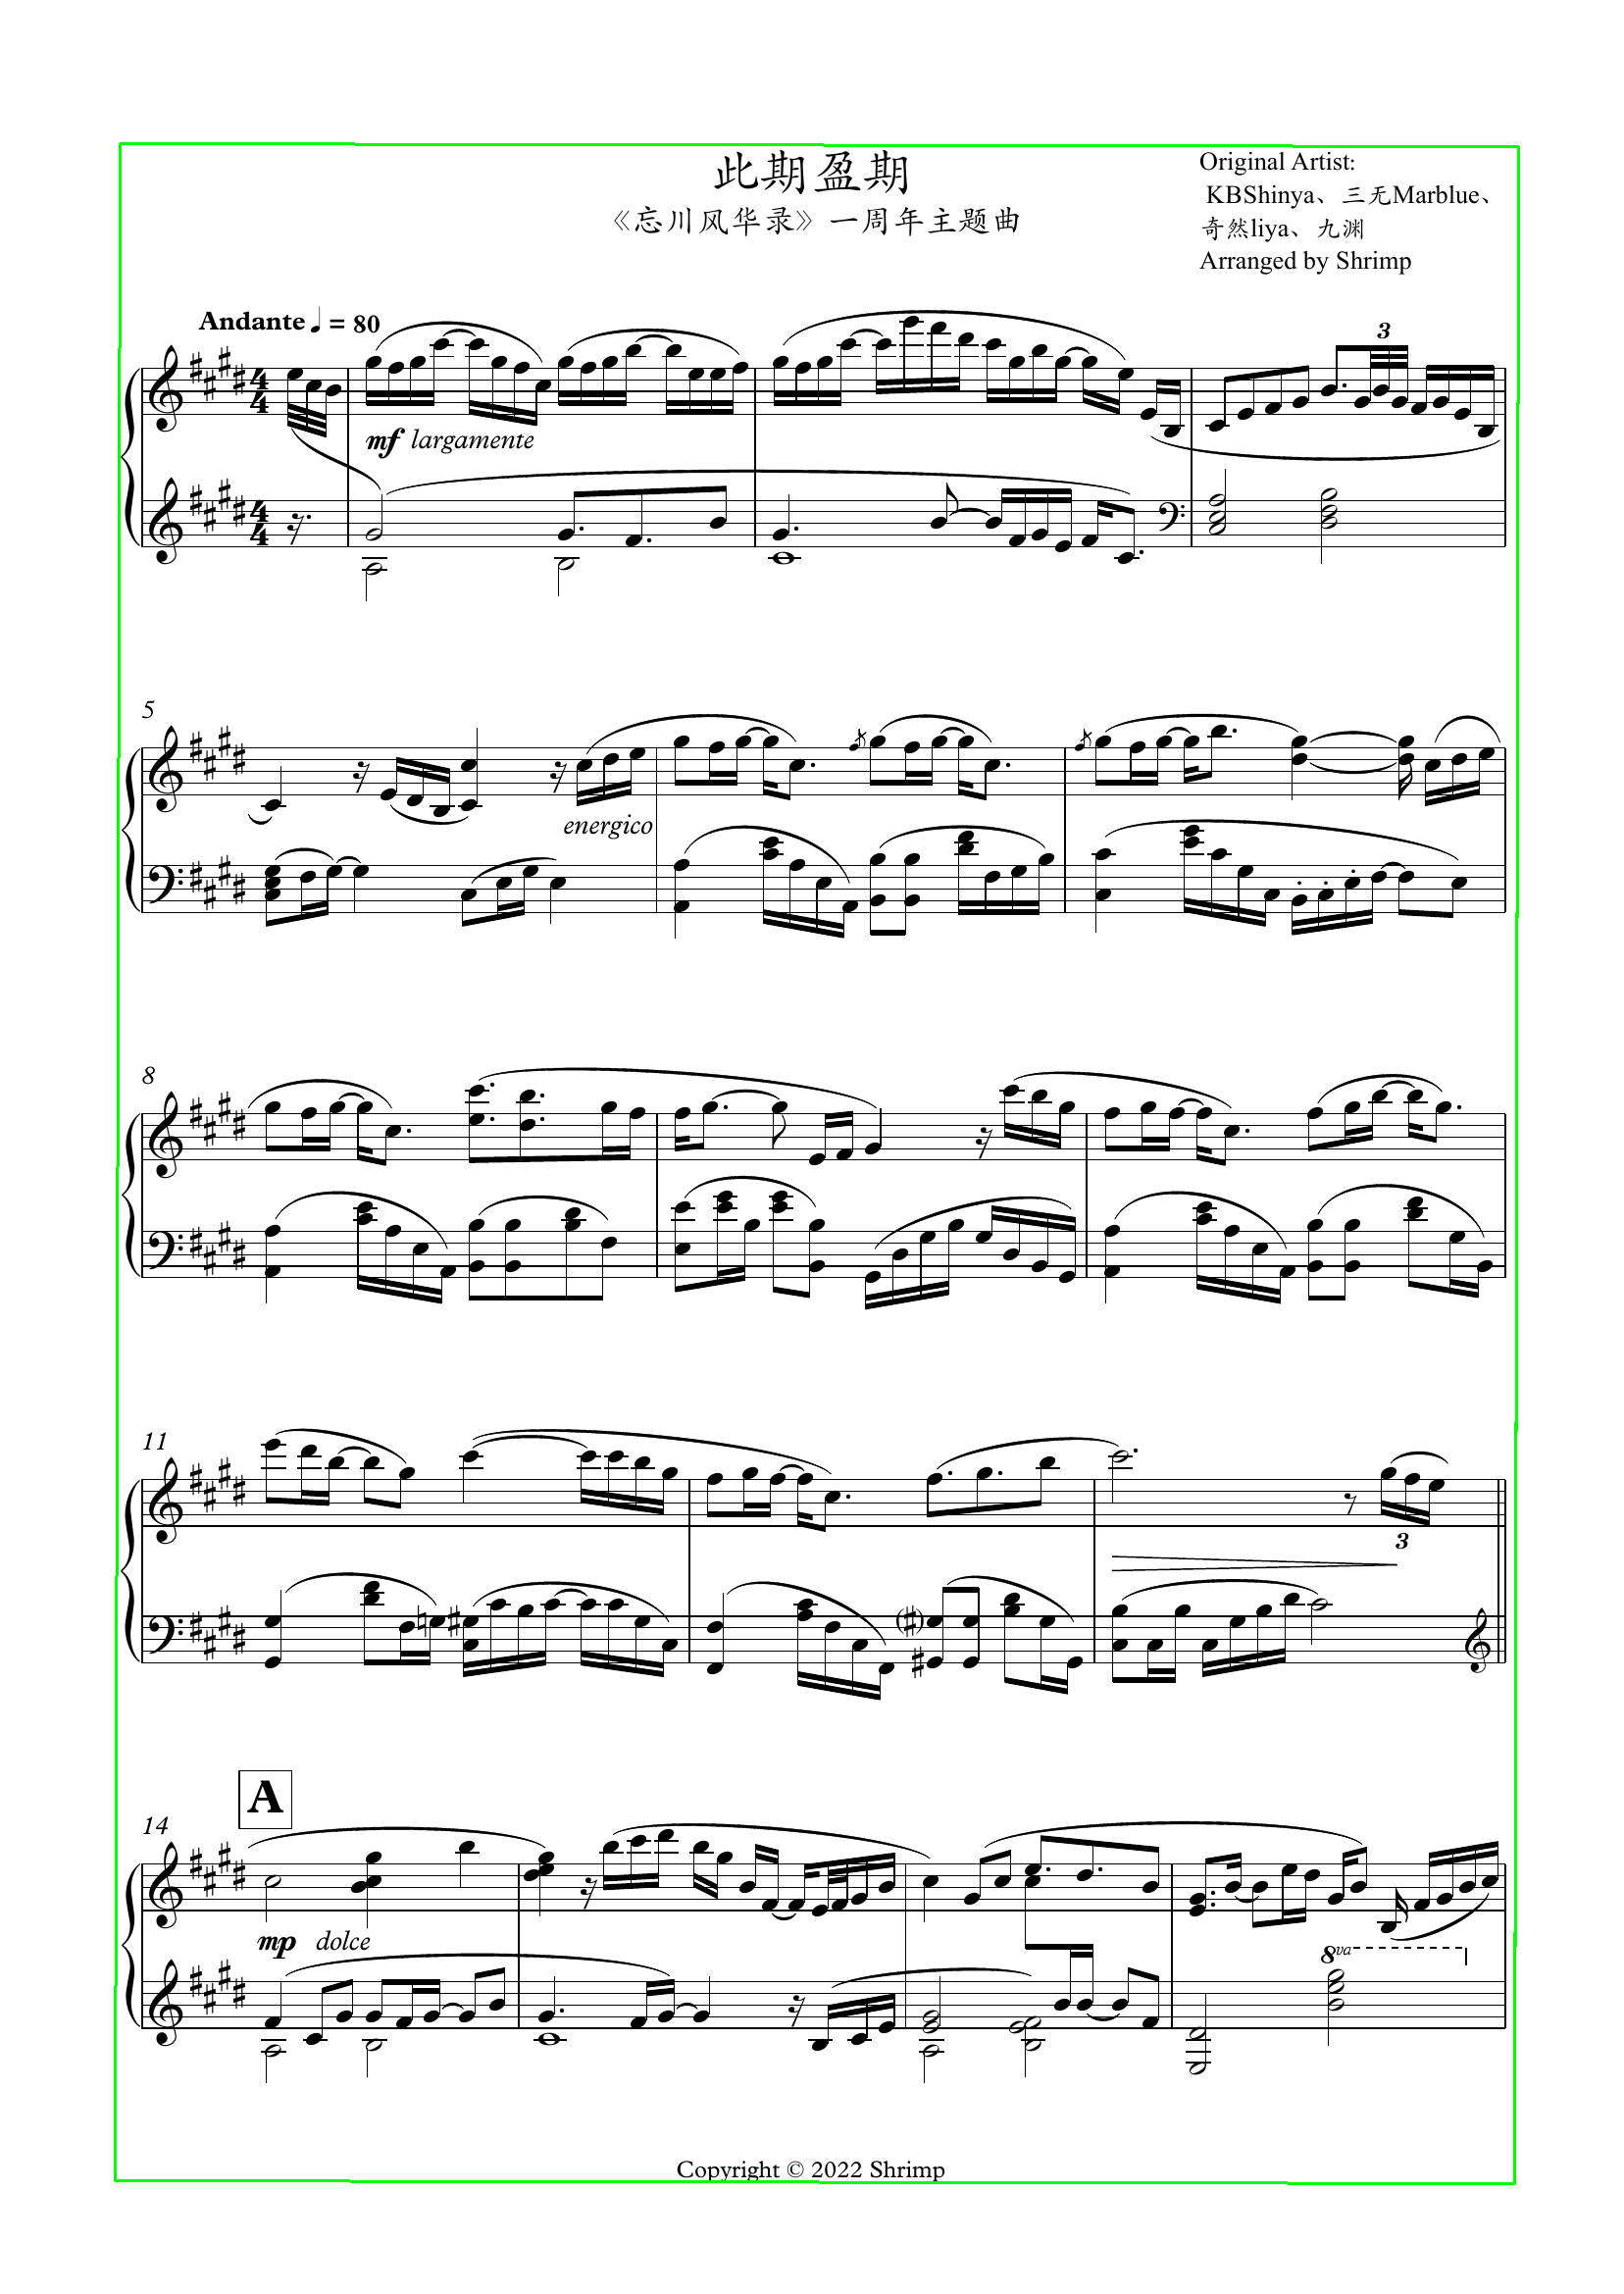 此期盈期
《忘川风华录》一周年主题曲
Original Artist:
KBShinya、三无Marblue、
奇然liya、九渊
Arranged by Shrimp
Andante ♩= 80
3
4
4
mf largamente
4
4
5
energico
8
11
3
A
14
mp dolce
8va
Copyright © 2022 Shrimp